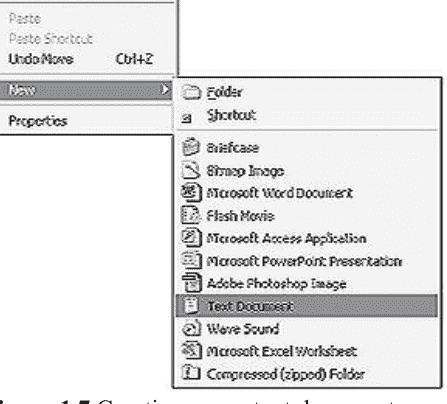 Paste
Paste Shortcut
Undo Move Ctrl+Z
New
Properties
Folder
Shortcut
Briefcase
Bitmap Image
Microsoft Word Document
Flash Movie
Microsoft Access Application
Microsoft PowerPoint Presentation
Adobe Photoshop Image
Text Document
Wave Sound
Microsoft Excel Worksheet
Compressed (zipped) Folder